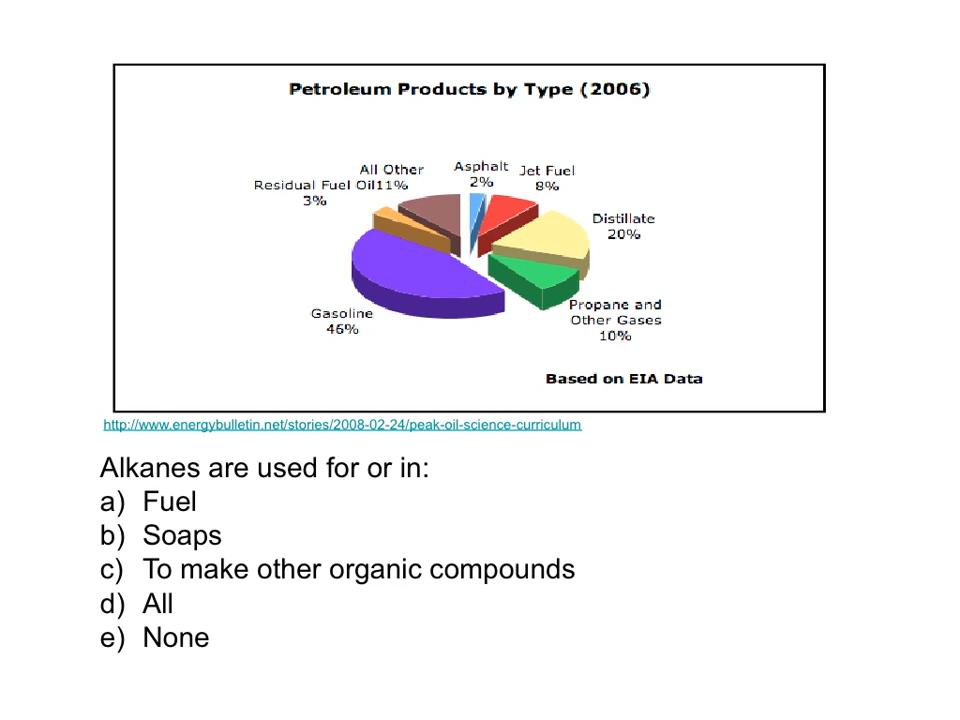 Petroleum Products by Type (2006)
All Other
Asphalt
Jet Fuel
Residual Fuel Oil11%
2%
8%
3%
Distillate
20%
Gasoline
46%
Propane and
Other Gases
10%
Based on EIA Data
http://www.energybulletin.net/stories/2008-02-24/peak-oil-science-curriculum
Alkanes are used for or in:
a) Fuel
b) Soaps
c) To make other organic compounds
d) All
e) None